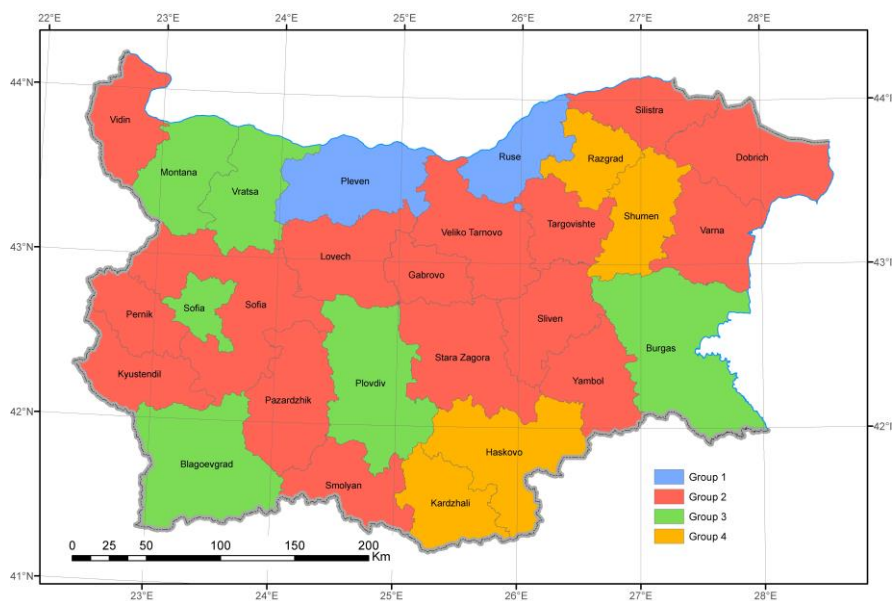 22°E 23°E 24°E 25°E 26°E 27°E 28°E
44°N
44°N
Vidin
Silistra
Montana
Vratsa
Pleven
Ruse
Razgrad
Dobrich
Shumen
Veliko Tarnovo
Targovishte
Varna
43°N
43°N
Lovech
Gabrovo
Sofia
Sofia
Pernik
Sliven
Burgas
Stara Zagora
Kyustendil
Plovdiv
Yambol
Pazardzhik
42°N
42°N
Haskovo
Blagoevgrad
Smolyan
Kardzhali
Group 1
Group 2
Group 3
Group 4
0 25 50 100 150 200
Km
41°N
41°N
23°E 24°E 25°E 26°E 27°E 28°E